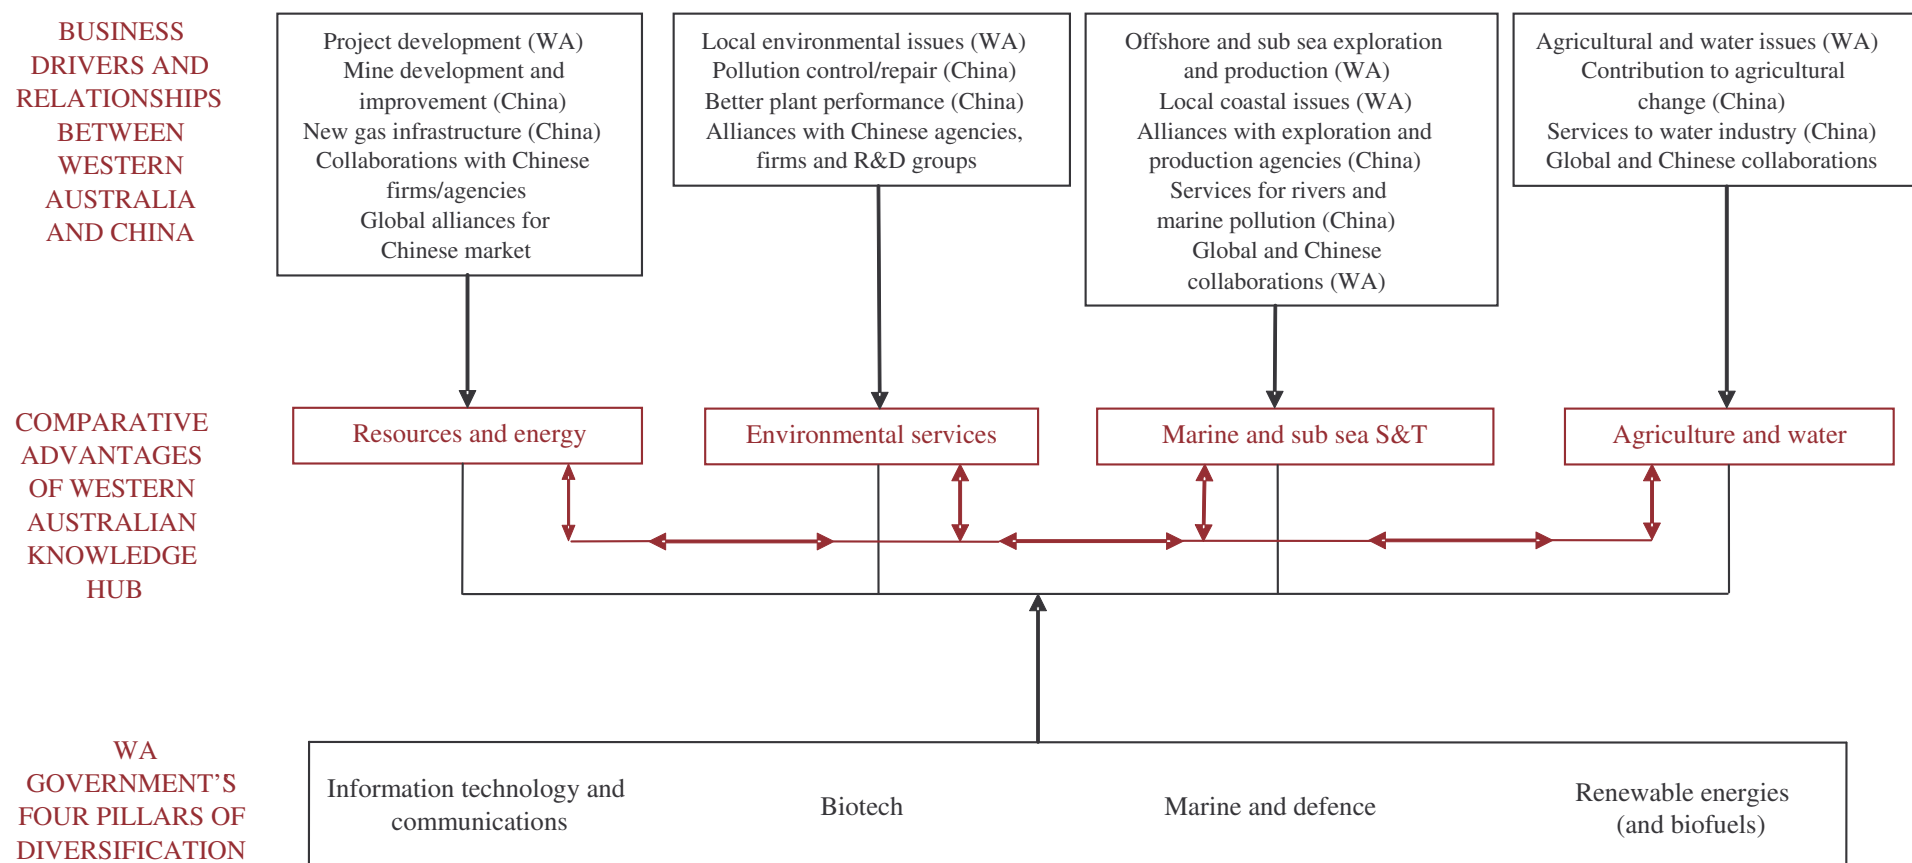 BUSINESS
DRIVERS AND
RELATIONSHIPS
BETWEEN
WESTERN
AUSTRALIA
AND CHINA
Project development (WA)
Mine development and
improvement (China)
New gas infrastructure (China)
Collaborations with Chinese
firms/agencies
Global alliances for
Chinese market
Local environmental issues (WA)
Pollution control/repair (China)
Better plant performance (China)
Alliances with Chinese agencies,
firms and R&D groups
Offshore and sub sea exploration
and production (WA)
Local coastal issues (WA)
Alliances with exploration and
production agencies (China)
Services for rivers and
marine pollution (China)
Global and Chinese
collaborations (WA)
Agricultural and water issues (WA)
Contribution to agricultural
change (China)
Services to water industry (China)
Global and Chinese collaborations
COMPARATIVE
ADVANTAGES
OF WESTERN
AUSTRALIAN
KNOWLEDGE
HUB
Resources and energy
Environmental services
Marine and sub sea S&T
Agriculture and water
WA
GOVERNMENT’S
FOUR PILLARS OF
DIVERSIFICATION
Information technology and
communications
Biotech
Marine and defence
Renewable energies
(and biofuels)